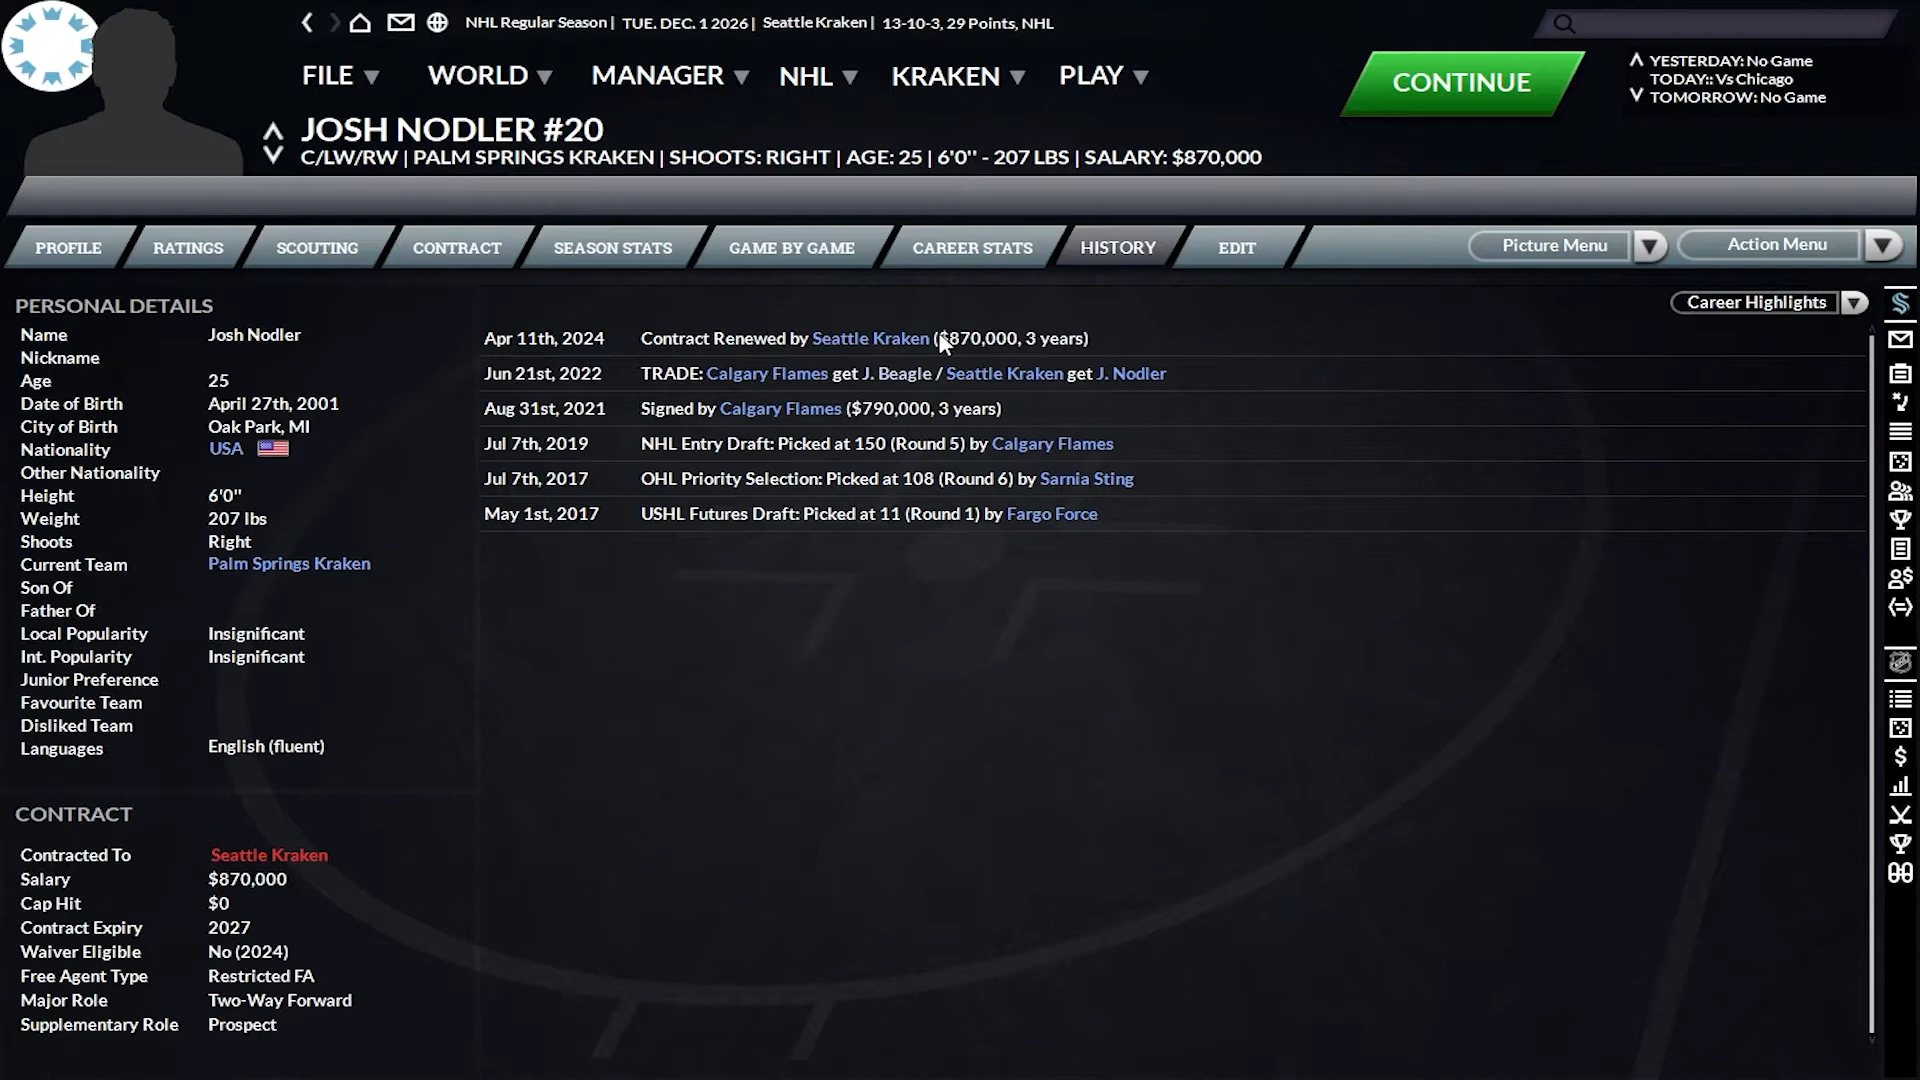 NHL Regular Season | TUE. DEC. 1 2026 | Seattle Kraken | 13-10-3, 29 Points, NHL
FILE WORLD MANAGER NHL KRAKEN PLAY
CONTINUE
YESTERDAY: No Game
TODAY:: Vs Chicago
TOMORROW: No Game
JOSH NODLER #20
C/LW/RW | PALM SPRINGS KRAKEN | SHOOTS: RIGHT | AGE: 25 | 6'0" - 207 LBS | SALARY: $870,000
PROFILE RATINGS SCOUTING CONTRACT SEASON STATS GAME BY GAME CAREER STATS HISTORY EDIT Picture Menu Action Menu
PERSONAL DETAILS
Name Josh Nodler
Nickname
Age 25
Date of Birth April 27th, 2001
City of Birth Oak Park, MI
Nationality USA
Other Nationality
Height 6'0"
Weight 207 lbs
Shoots Right
Current Team Palm Springs Kraken
Son Of
Father Of
Local Popularity Insignificant
Int. Popularity Insignificant
Junior Preference
Favourite Team
Disliked Team
Languages English (fluent)
CONTRACT
Contracted To Seattle Kraken
Salary $870,000
Cap Hit $0
Contract Expiry 2027
Waiver Eligible No (2024)
Free Agent Type Restricted FA
Major Role Two-Way Forward
Supplementary Role Prospect
Career Highlights
Apr 11th, 2024 Contract Renewed by Seattle Kraken ($870,000, 3 years)
Jun 21st, 2022 TRADE: Calgary Flames get J. Beagle / Seattle Kraken get J. Nodler
Aug 31st, 2021 Signed by Calgary Flames ($790,000, 3 years)
Jul 7th, 2019 NHL Entry Draft: Picked at 150 (Round 5) by Calgary Flames
Jul 7th, 2017 OHL Priority Selection: Picked at 108 (Round 6) by Sarnia Sting
May 1st, 2017 USHL Futures Draft: Picked at 11 (Round 1) by Fargo Force